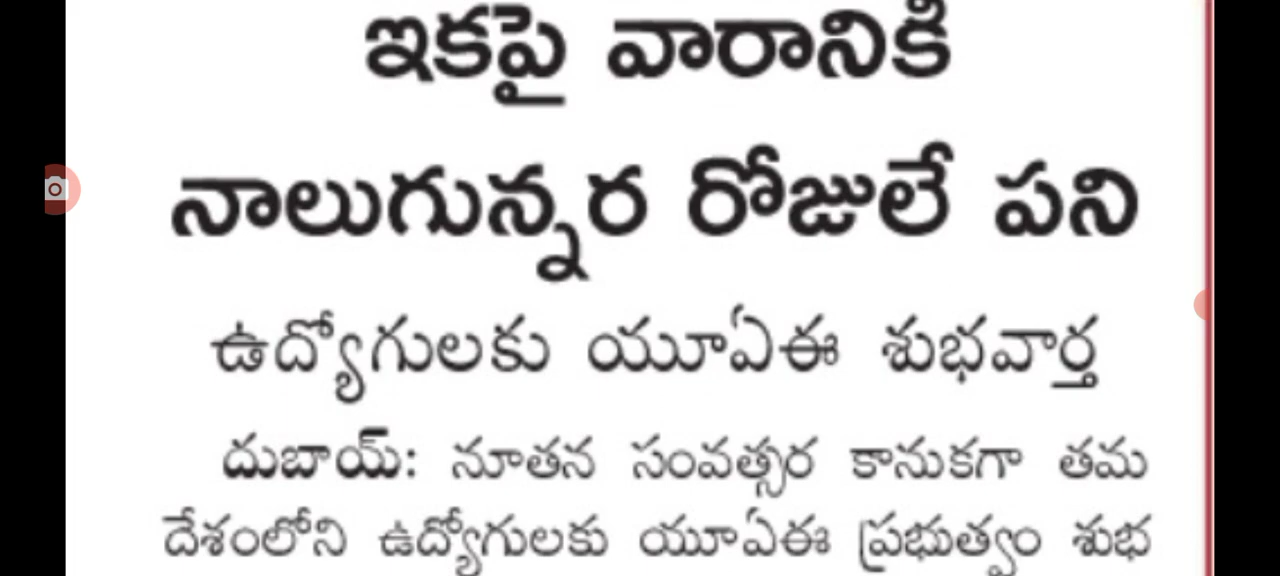 ఇకపై వారానికి
నాలుగున్నర రోజులే పని
ఉద్యోగులకు యూఏఈ శుభవార్త
దుబాయ్: నూతన సంవత్సర కానుకగా తమ
దేశంలోని ఉద్యోగులకు యూఏఈ ప్రభుత్వం శుభ